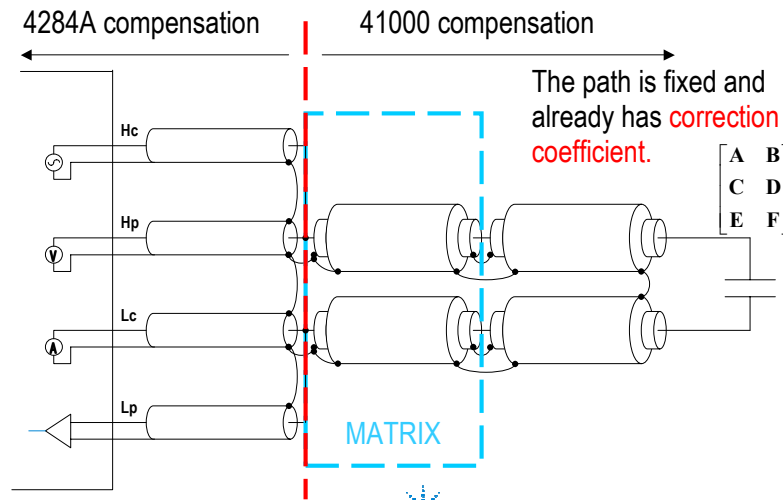 4284A compensation
41000 compensation
The path is fixed and
already has correction
coefficient.
Hc
A B
C D
E F
Hp
V
Lc
A
Lp
MATRIX